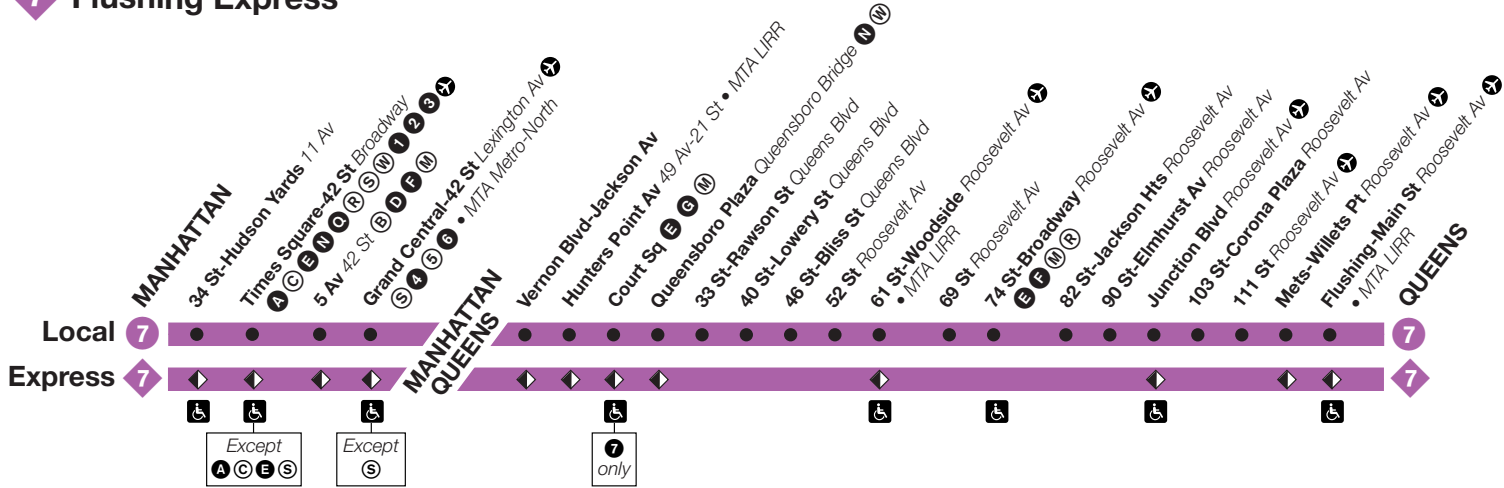 7 Flushing Express
MANHATTAN
34 St-Hudson Yards 11 Av
Times Square-42 St Broadway
A C E N Q R S W 1 2 3
5 Av 42 St B D F M
Grand Central-42 St Lexington Av
S 4 5 6 • MTA Metro-North
MANHATTAN
QUEENS
Vernon Blvd-Jackson Av
Hunters Point Av 49 Av-21 St • MTA LIRR
Court Sq E G M
Queensboro Plaza Queensboro Bridge N W
33 St-Rawson St Queens Blvd
40 St-Lowery St Queens Blvd
46 St-Bliss St Queens Blvd
52 St Roosevelt Av
61 St-Woodside Roosevelt Av
• MTA LIRR
69 St Roosevelt Av
74 St-Broadway Roosevelt Av
E F M R
82 St-Jackson Hts Roosevelt Av
90 St-Elmhurst Av Roosevelt Av
Junction Blvd Roosevelt Av
103 St-Corona Plaza Roosevelt Av
111 St Roosevelt Av
Mets-Willets Pt Roosevelt Av
Flushing-Main St Roosevelt Av
• MTA LIRR
QUEENS
Local 7 7
Express 7 7
Except
A C E S
Except
S
7
only